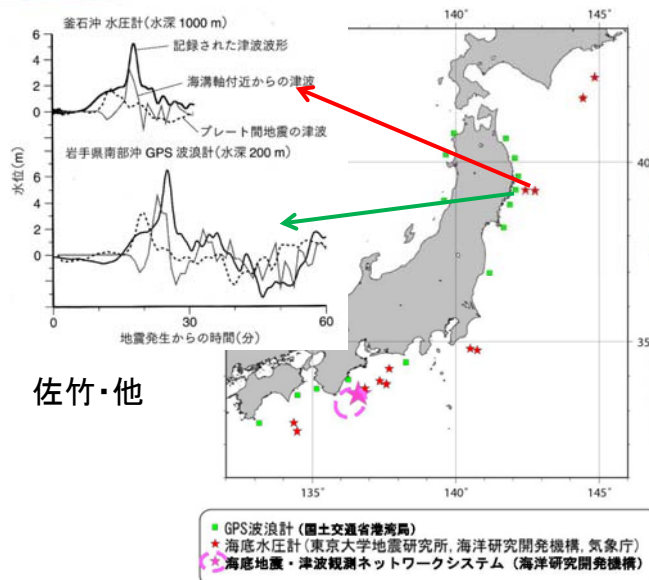 釜石沖 水圧計(水深 1000 m)
6
4
2
0
記録された津波波形
海溝軸付近からの津波
プレート間地震の津波
岩手県南部沖 GPS 波浪計(水深 200 m)
水位(m)
6
4
2
0
0
30
60
地震発生からの時間(分)
佐竹・他
140°
145°
40°
35°
135°
140°
145°
GPS波浪計(国土交通省港湾局)
海底水圧計(東京大学地震研究所, 海洋研究開発機構, 気象庁)
海底地震・津波観測ネットワークシステム (海洋研究開発機構)